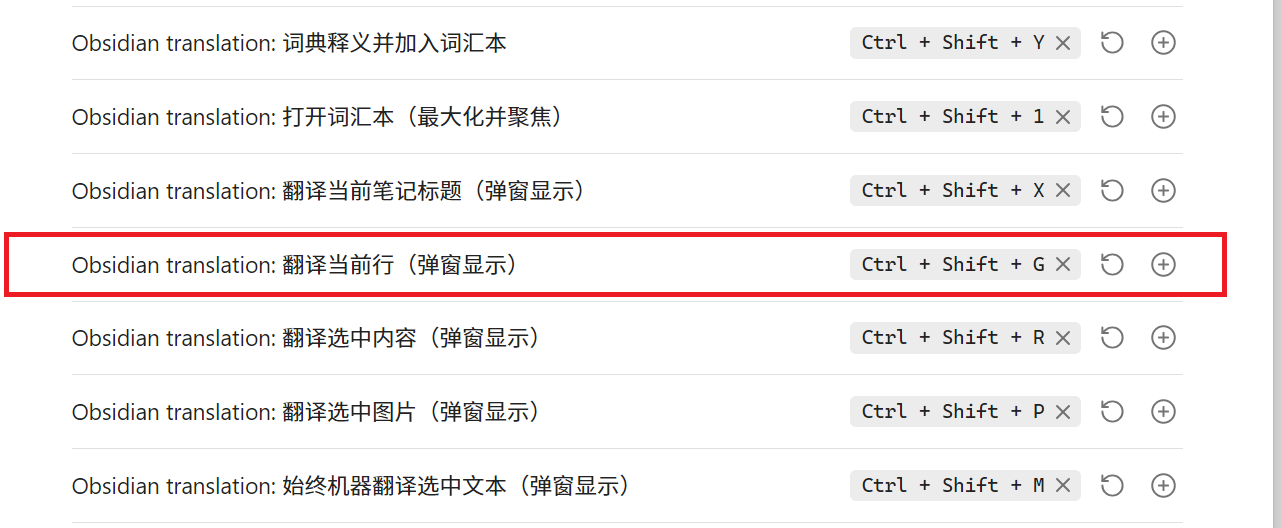 Obsidian translation: 词典释义并加入词汇本 Ctrl + Shift + Y
Obsidian translation: 打开词汇本（最大化并聚焦） Ctrl + Shift + 1
Obsidian translation: 翻译当前笔记标题（弹窗显示） Ctrl + Shift + X
Obsidian translation: 翻译当前行（弹窗显示） Ctrl + Shift + G
Obsidian translation: 翻译选中内容（弹窗显示） Ctrl + Shift + R
Obsidian translation: 翻译选中图片（弹窗显示） Ctrl + Shift + P
Obsidian translation: 始终机器翻译选中文本（弹窗显示） Ctrl + Shift + M